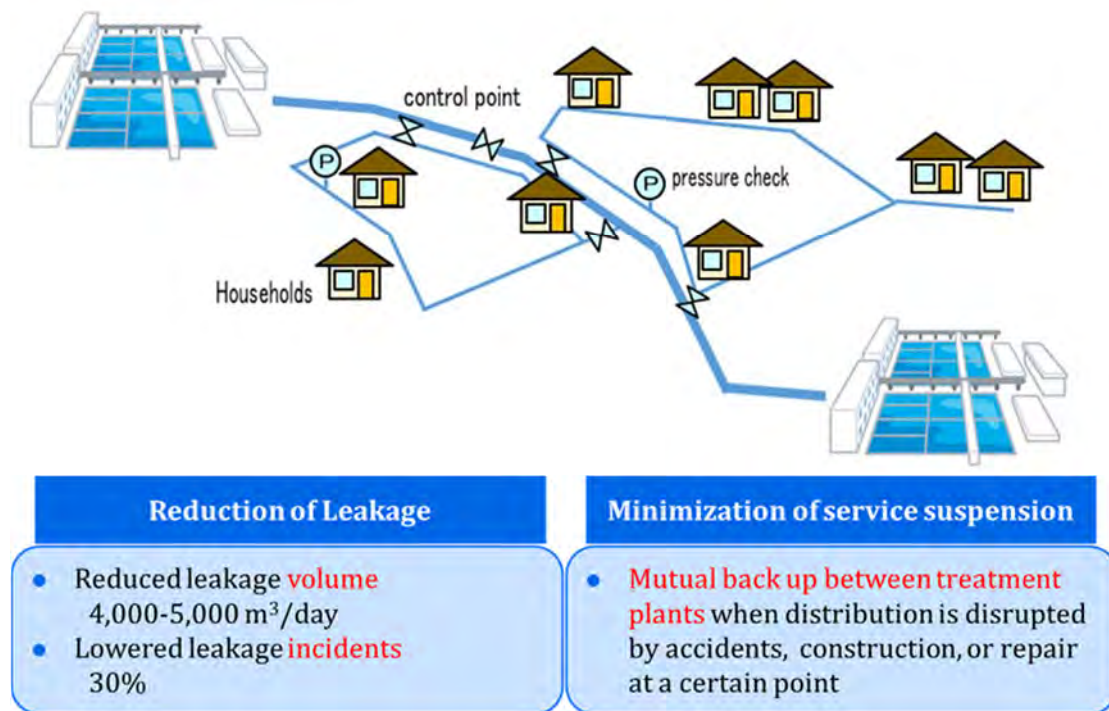 control point
P
P
pressure check
Households
Reduction of Leakage
● Reduced leakage volume
4,000-5,000 m³/day
● Lowered leakage incidents
30%
Minimization of service suspension
● Mutual back up between treatment
plants when distribution is disrupted
by accidents, construction, or repair
at a certain point